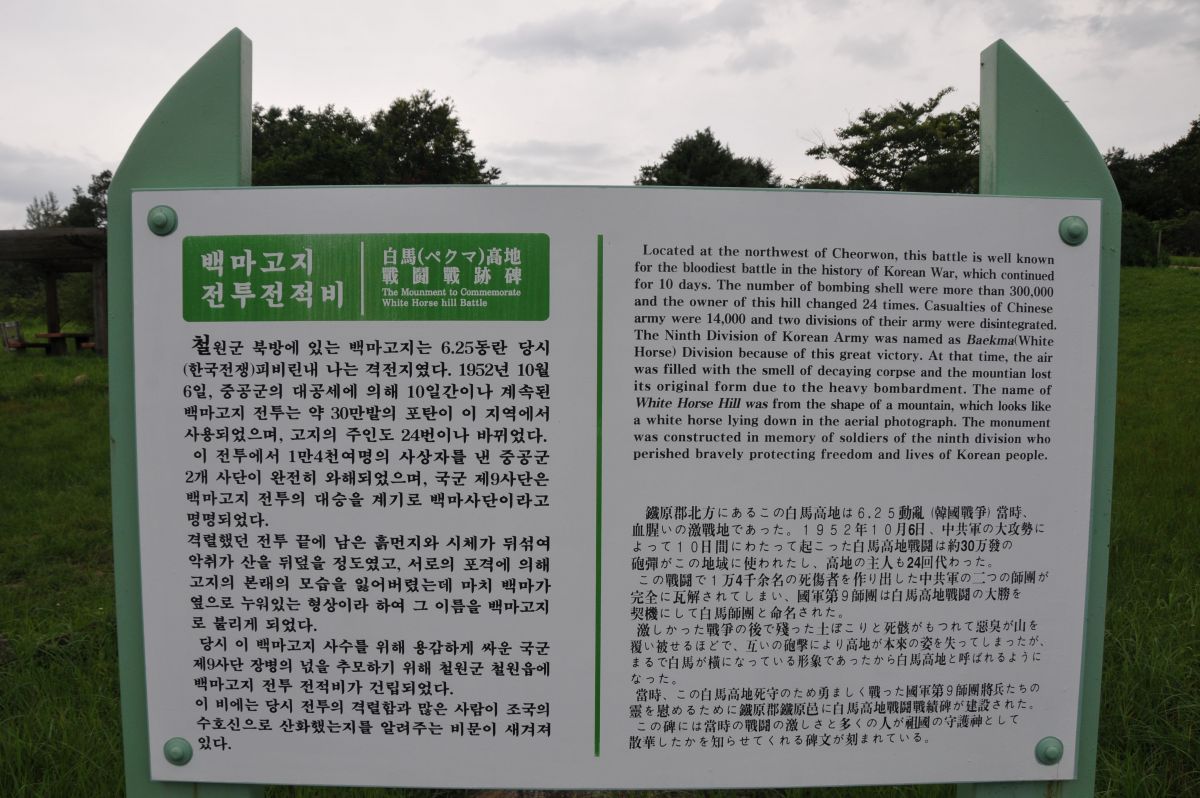 백마고지
전투전적비
白馬(ペクマ)高地
戰鬪戰跡碑
The Mounment to Commemorate
White Horse hill Battle
철원군 북방에 있는 백마고지는 6.25동란 당시
(한국전쟁)피비린내 나는 격전지였다. 1952년 10월
6일, 중공군의 대공세에 의해 10일간이나 계속된
백마고지 전투는 약 30만발의 포탄이 이 지역에서
사용되었으며, 고지의 주인도 24번이나 바뀌었다.
이 전투에서 1만4천여명의 사상자를 낸 중공군
2개 사단이 완전히 와해되었으며, 국군 제9사단은
백마고지 전투의 대승을 계기로 백마사단이라고
명명되었다.
격렬했던 전투 끝에 남은 흙먼지와 시체가 뒤섞여
악취가 산을 뒤덮을 정도였고, 서로의 포격에 의해
고지의 본래의 모습을 잃어버렸는데 마치 백마가
옆으로 누워있는 형상이라 하여 그 이름을 백마고지
로 불리게 되었다.
당시 이 백마고지 사수를 위해 용감하게 싸운 국군
제9사단 장병의 넋을 추모하기 위해 철원군 철원읍에
백마고지 전투 전적비가 건립되었다.
이 비에는 당시 전투의 격렬함과 많은 사람이 조국의
수호신으로 산화했는지를 알려주는 비문이 새겨져
있다.
Located at the northwest of Cheorwon, this battle is well known
for the bloodiest battle in the history of Korean War, which continued
for 10 days. The number of bombing shell were more than 300,000
and the owner of this hill changed 24 times. Casualties of Chinese
army were 14,000 and two divisions of their army were disintegrated.
The Ninth Division of Korean Army was named as Baekma(White
Horse) Division because of this great victory. At that time, the air
was filled with the smell of decaying corpse and the mountian lost
its original form due to the heavy bombardment. The name of
White Horse Hill was from the shape of a mountain, which looks like
a white horse lying down in the aerial photograph. The monument
was constructed in memory of soldiers of the ninth division who
perished bravely protecting freedom and lives of Korean people.
鐵原郡北方にあるこの白馬高地は6.25動亂 (韓國戰爭) 當時、
血腥いの激戰地であった。1952年10月6日、中共軍の大攻勢に
よって10日間にわたって起こった白馬高地戰鬪は約30万發の
砲彈がこの地域に使われたし、高地の主人も24回代わった。
この戰鬪で1万4千余名の死傷者を作り出した中共軍の二つの師團が
完全に瓦解されてしまい、國軍第9師團は白馬高地戰鬪の大勝を
契機にして白馬師團と命名された。
激しかった戰爭の後で殘った土ぼこりと死骸がもつれて惡臭が山を
覆い被せるほどで、互いの砲擊により高地が本來の姿を失ってしまったが、
まるで白馬が橫になっている形象であったから白馬高地と呼ばれるように
なった。
當時、この白馬高地死守のため勇ましく戰った國軍第9師團將兵たちの
靈を慰めるために鐵原郡鐵原邑に白馬高地戰鬪戰績碑が建設された。
この碑には當時の戰鬪の激しさと多くの人が祖國の守護神として
散華したかを知らせてくれる碑文が刻まれている。